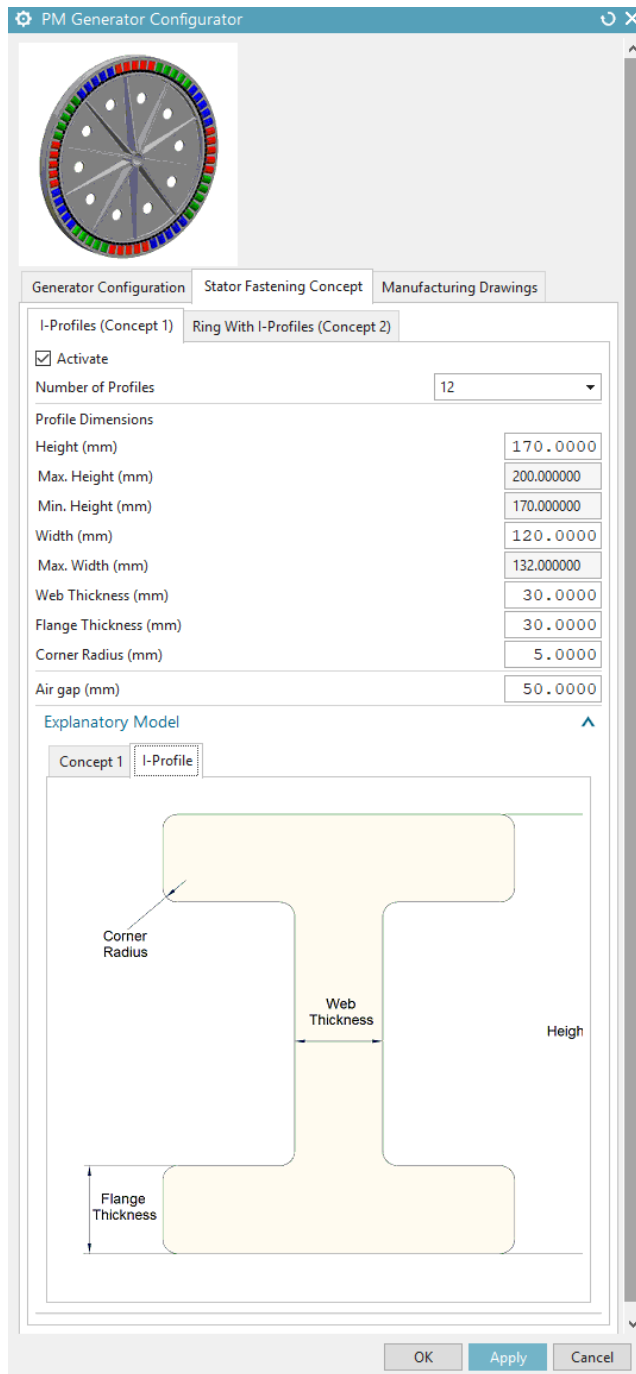 PM Generator Configurator
Generator Configuration Stator Fastening Concept Manufacturing Drawings
I-Profiles (Concept 1) Ring With I-Profiles (Concept 2)
Activate
Number of Profiles 12
Profile Dimensions
Height (mm) 170.0000
Max. Height (mm) 200.000000
Min. Height (mm) 170.000000
Width (mm) 120.0000
Max. Width (mm) 132.000000
Web Thickness (mm) 30.0000
Flange Thickness (mm) 30.0000
Corner Radius (mm) 5.0000
Air gap (mm) 50.0000
Explanatory Model
Concept 1 I-Profile
Corner
Radius
Web
Thickness
Heigh
Flange
Thickness
OK Apply Cancel